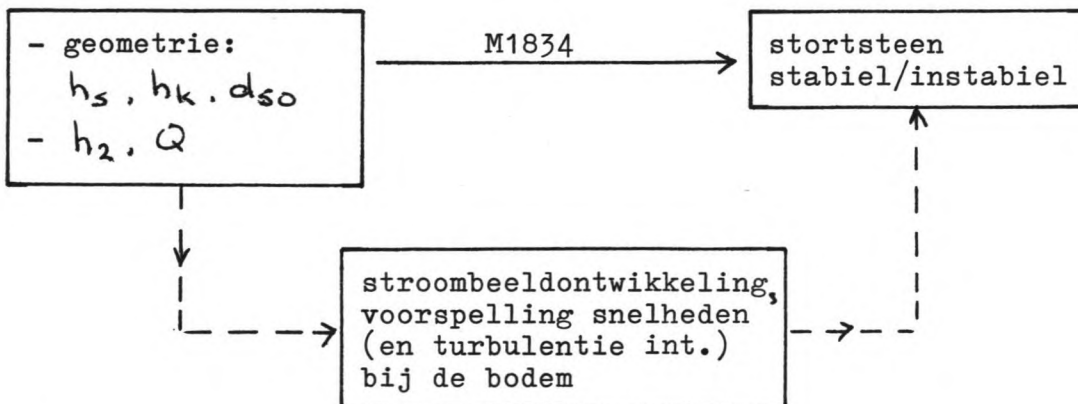 - geometrie:
hs, hk, d50
- h2, Q
M1834
stortsteen
stabiel/instabiel
stroombeeldontwikkeling,
voorspelling snelheden
(en turbulentie int.)
bij de bodem